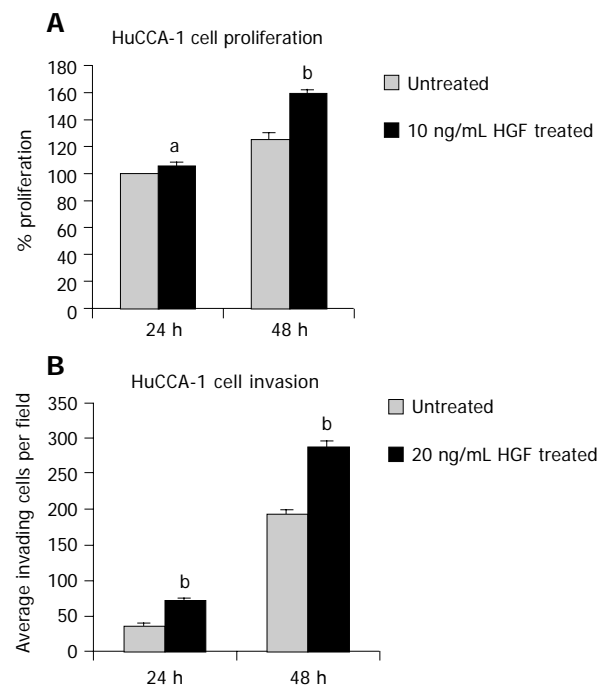 A
HuCCA-1 cell proliferation
% proliferation
180
160
140
120
100
80
60
40
20
0
a
b
24 h
48 h
Untreated
10 ng/mL HGF treated
B
HuCCA-1 cell invasion
Average invading cells per field
350
300
250
200
150
100
50
0
b
b
24 h
48 h
Untreated
20 ng/mL HGF treated